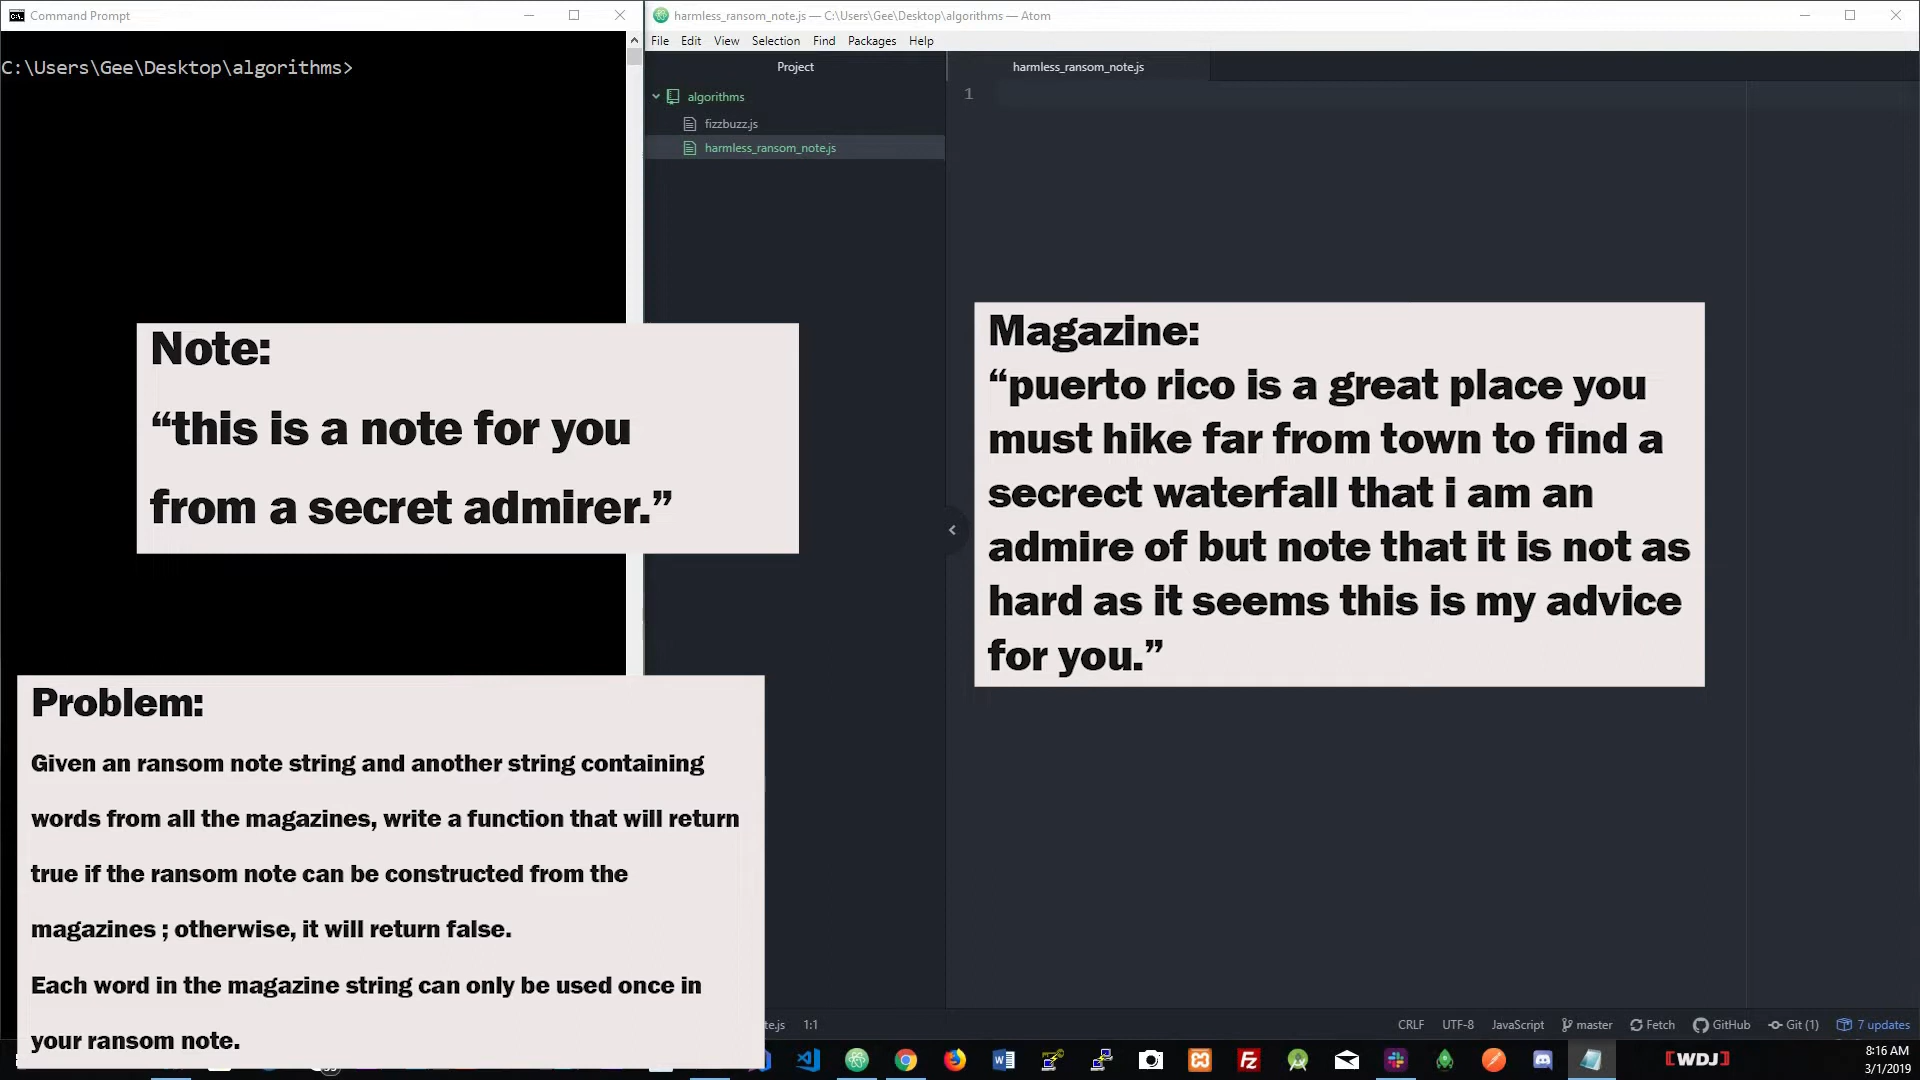 Command Prompt
harmless_ransom_note.js — C:\Users\Gee\Desktop\algorithms — Atom
File Edit View Selection Find Packages Help
C:\Users\Gee\Desktop\algorithms>
Project
harmless_ransom_note.js
algorithms
1
fizzbuzz.js
harmless_ransom_note.js
Note:
“this is a note for you
from a secret admirer.”
Magazine:
“puerto rico is a great place you
must hike far from town to find a
secrect waterfall that i am an
admire of but note that it is not as
hard as it seems this is my advice
for you.”
Problem:
Given an ransom note string and another string containing
words from all the magazines, write a function that will return
true if the ransom note can be constructed from the
magazines ; otherwise, it will return false.
Each word in the magazine string can only be used once in
your ransom note.
1:1 CRLF UTF-8 JavaScript master Fetch GitHub Git (1) 7 updates
[WDJ]
8:16 AM
3/1/2019